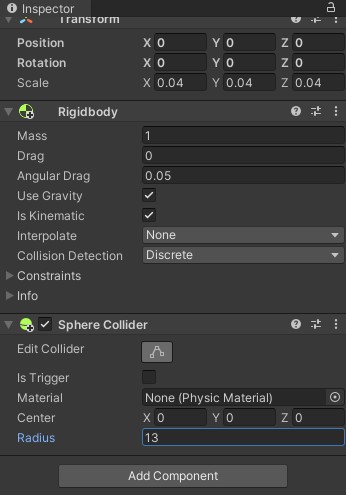 Inspector
Transform
Position X 0 Y 0 Z 0
Rotation X 0 Y 0 Z 0
Scale X 0.04 Y 0.04 Z 0.04
Rigidbody
Mass 1
Drag 0
Angular Drag 0.05
Use Gravity
Is Kinematic
Interpolate None
Collision Detection Discrete
Constraints
Info
Sphere Collider
Edit Collider
Is Trigger
Material None (Physic Material)
Center X 0 Y 0 Z 0
Radius 13
Add Component